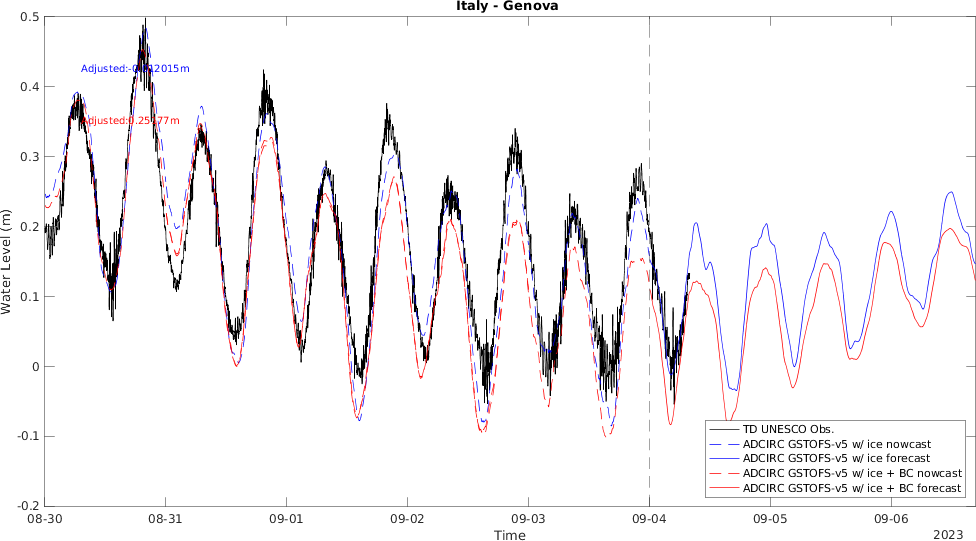 Italy - Genova
0.5
0.4
0.3
0.2
0.1
0
-0.1
-0.2
Water Level (m)
08-30 08-31 09-01 09-02 09-03 09-04 09-05 09-06
Time
2023
TD UNESCO Obs.
ADCIRC GSTOFS-v5 w/ ice nowcast
ADCIRC GSTOFS-v5 w/ ice forecast
ADCIRC GSTOFS-v5 w/ ice + BC nowcast
ADCIRC GSTOFS-v5 w/ ice + BC forecast